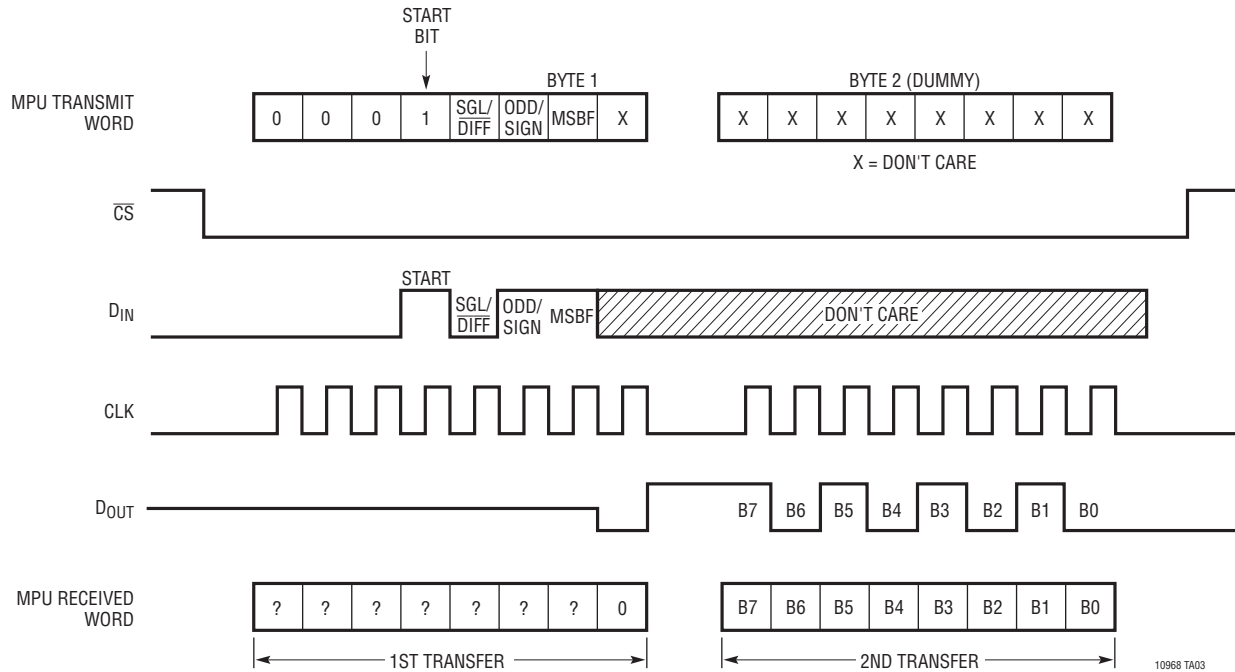 START
BIT
BYTE 1
BYTE 2 (DUMMY)
MPU TRANSMIT
WORD
0 0 0 1 SGL/DIFF ODD/SIGN MSBF X
X X X X X X X X
X = DON'T CARE
CS
START
DIN
SGL/DIFF ODD/SIGN MSBF DON'T CARE
CLK
DOUT
B7 B6 B5 B4 B3 B2 B1 B0
MPU RECEIVED
WORD
? ? ? ? ? ? ? 0
B7 B6 B5 B4 B3 B2 B1 B0
1ST TRANSFER
2ND TRANSFER
10968 TA03